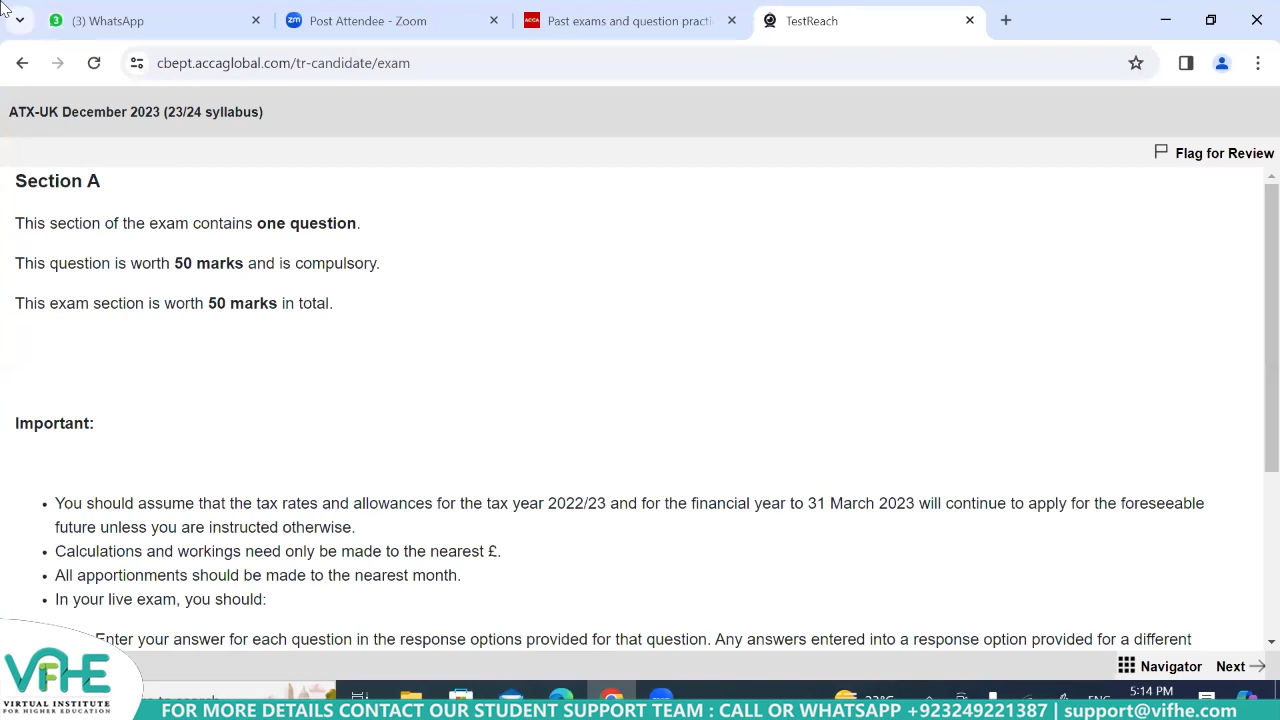 (3) WhatsApp
Post Attendee - Zoom
Past exams and question practi
TestReach
cbept.accaglobal.com/tr-candidate/exam
ATX-UK December 2023 (23/24 syllabus)
Flag for Review
Section A
This section of the exam contains one question.
This question is worth 50 marks and is compulsory.
This exam section is worth 50 marks in total.
Important:
• You should assume that the tax rates and allowances for the tax year 2022/23 and for the financial year to 31 March 2023 will continue to apply for the foreseeable
future unless you are instructed otherwise.
• Calculations and workings need only be made to the nearest £.
• All apportionments should be made to the nearest month.
• In your live exam, you should:
Enter your answer for each question in the response options provided for that question. Any answers entered into a response option provided for a different
Navigator
Next
5:14 PM
VIFHE
VIRTUAL INSTITUTE
FOR HIGHER EDUCATION
FOR MORE DETAILS CONTACT OUR STUDENT SUPPORT TEAM : CALL OR WHATSAPP +923249221387 | support@vifhe.com